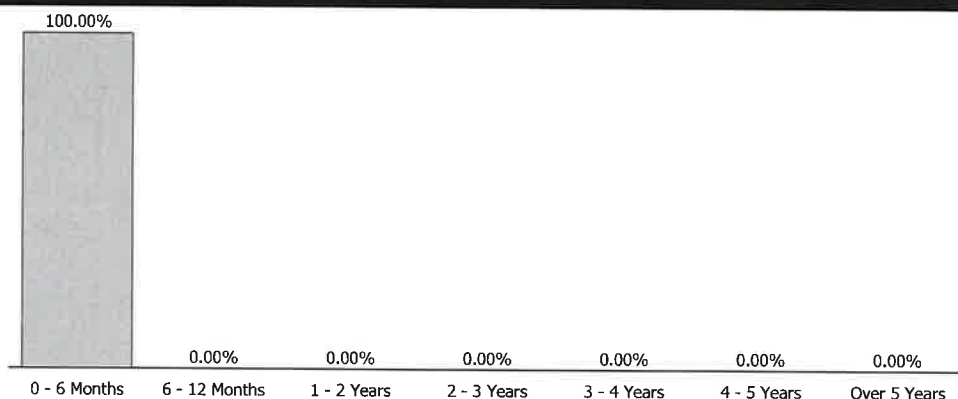 100.00%
0.00% 0.00% 0.00% 0.00% 0.00% 0.00%
0 - 6 Months 6 - 12 Months 1 - 2 Years 2 - 3 Years 3 - 4 Years 4 - 5 Years Over 5 Years